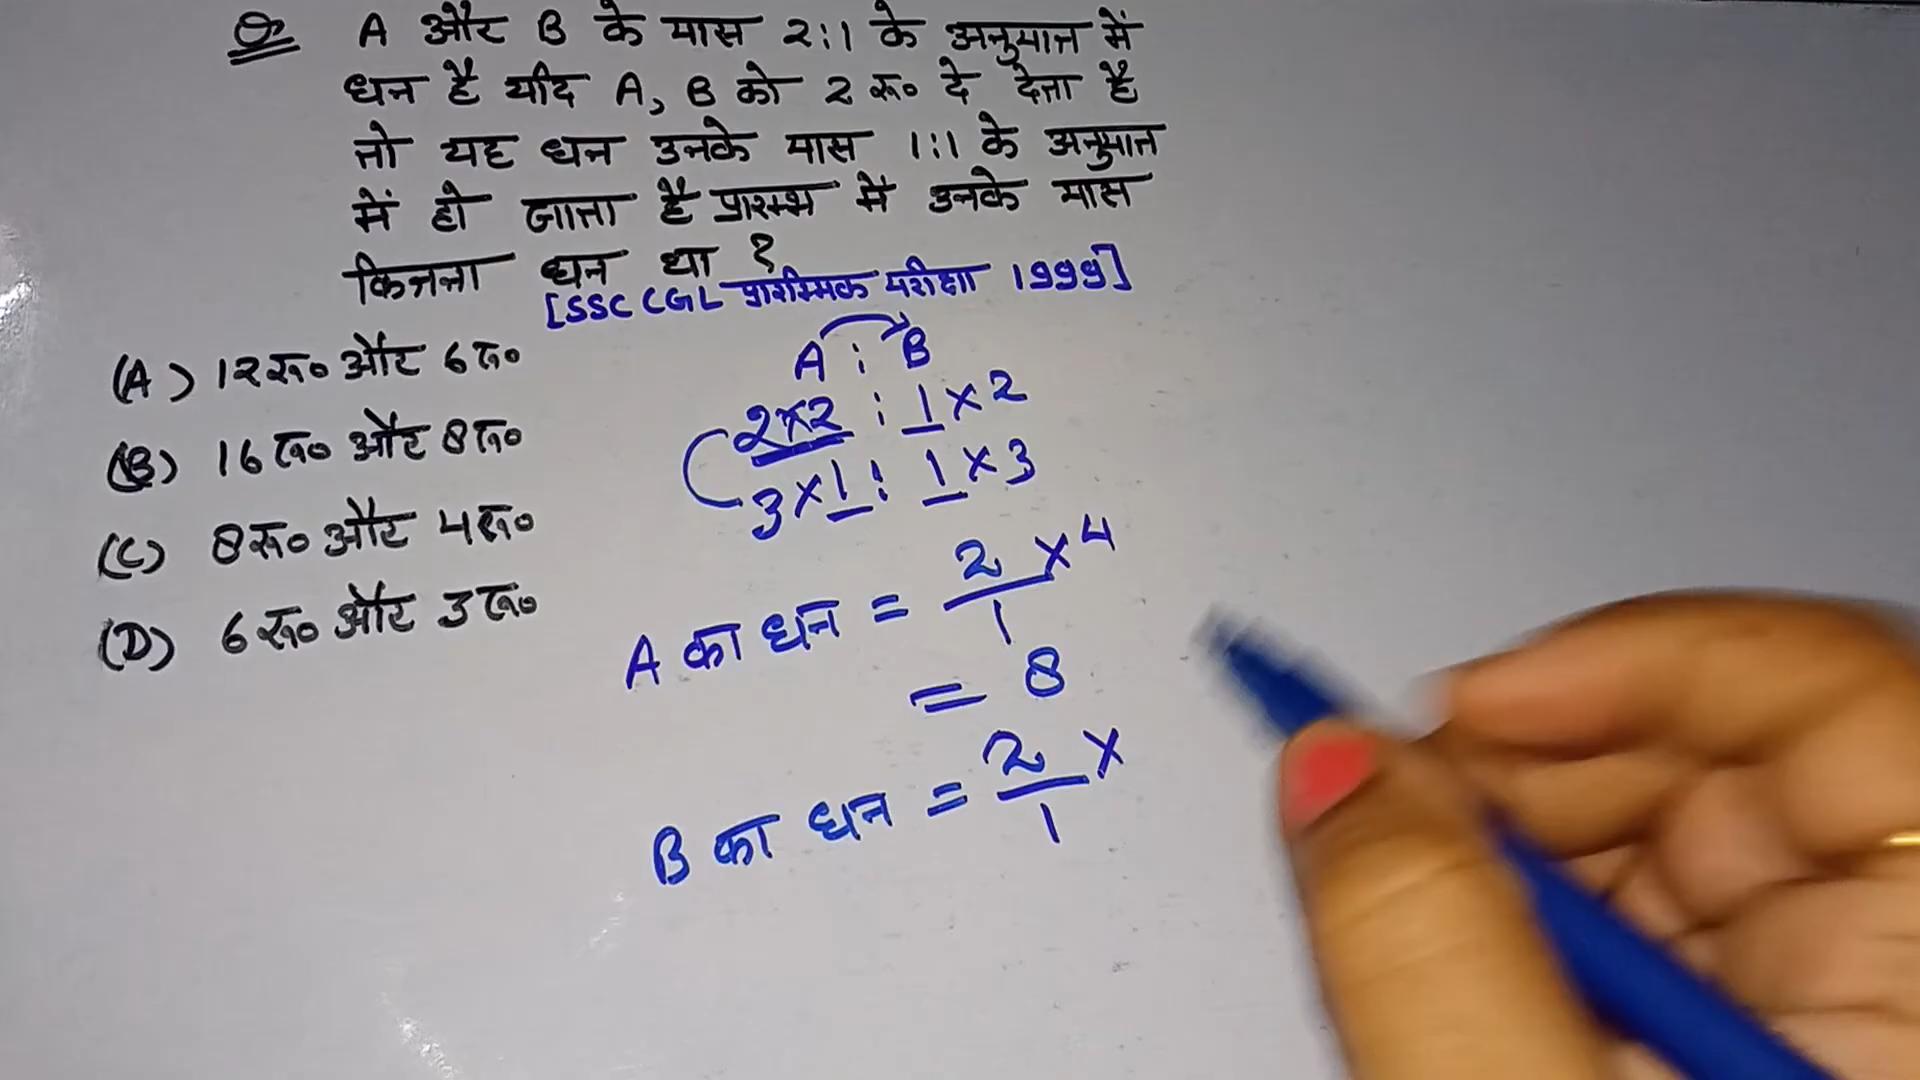 Q. A और B के पास 2:1 के अनुपात में
धन है यदि A, B को 2 रू० दे देता है
तो यह धन उनके पास 1:1 के अनुपात
में हो जाता है प्रारम्भ में उनके पास
कितना धन था ?
[SSC CGL प्रारम्भिक परीक्षा 1999]
(A) 12 रू० और 6 रू०
(B) 16 रू० और 8 रू०
(C) 8 रू० और 4 रू०
(D) 6 रू० और 3 रू०
A : B
2×2 : 1×2
3×1 : 1×3
A का धन = 2/1 × 4
= 8
B का धन = 2/1 ×